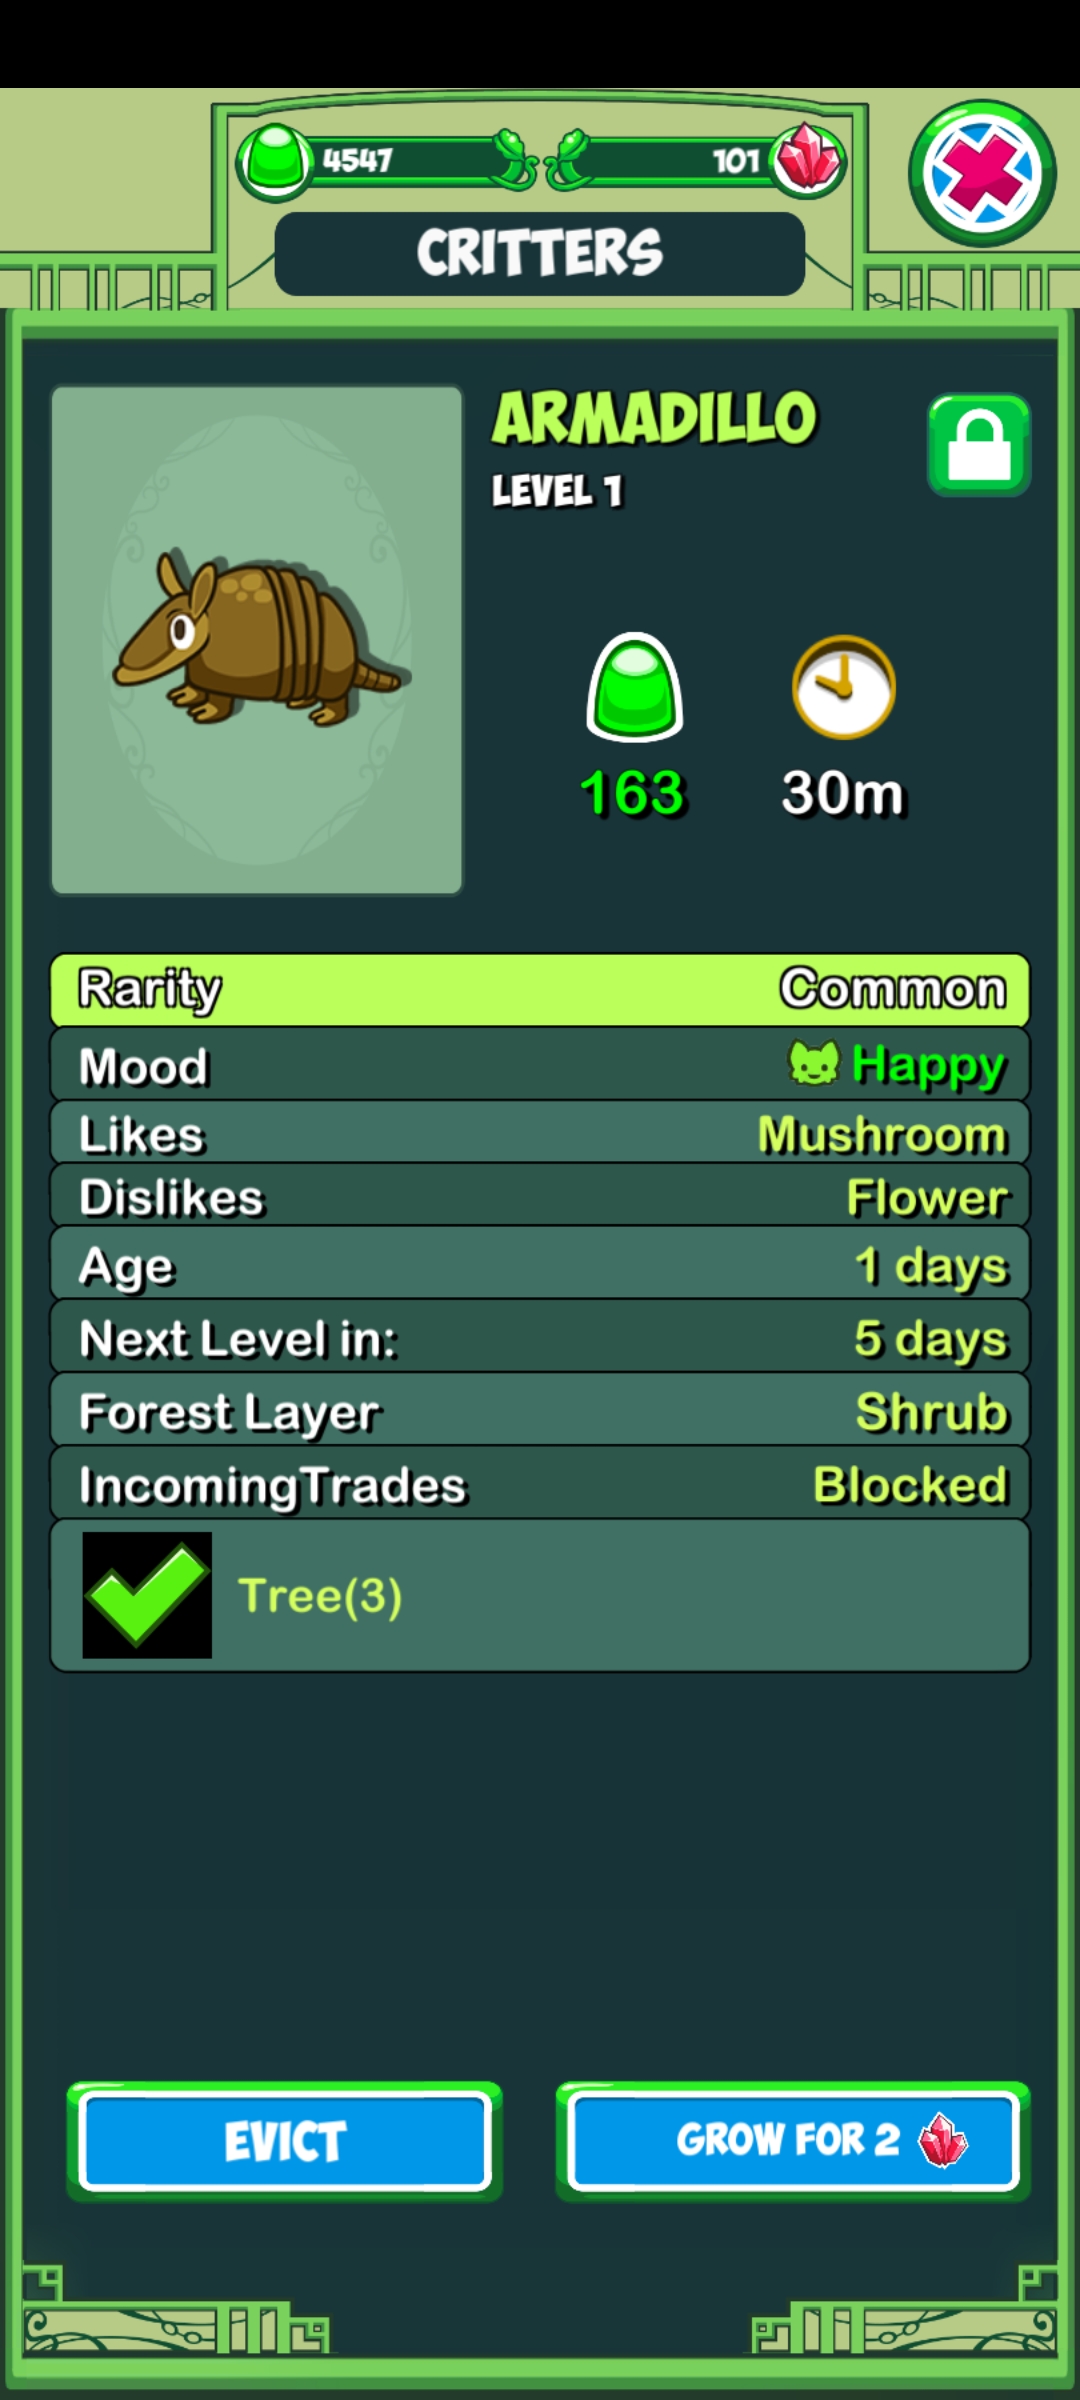 4547
101
CRITTERS
ARMADILLO
LEVEL 1
163
30m
Rarity Common
Mood Happy
Likes Mushroom
Dislikes Flower
Age 1 days
Next Level in: 5 days
Forest Layer Shrub
IncomingTrades Blocked
Tree(3)
EVICT
GROW FOR 2